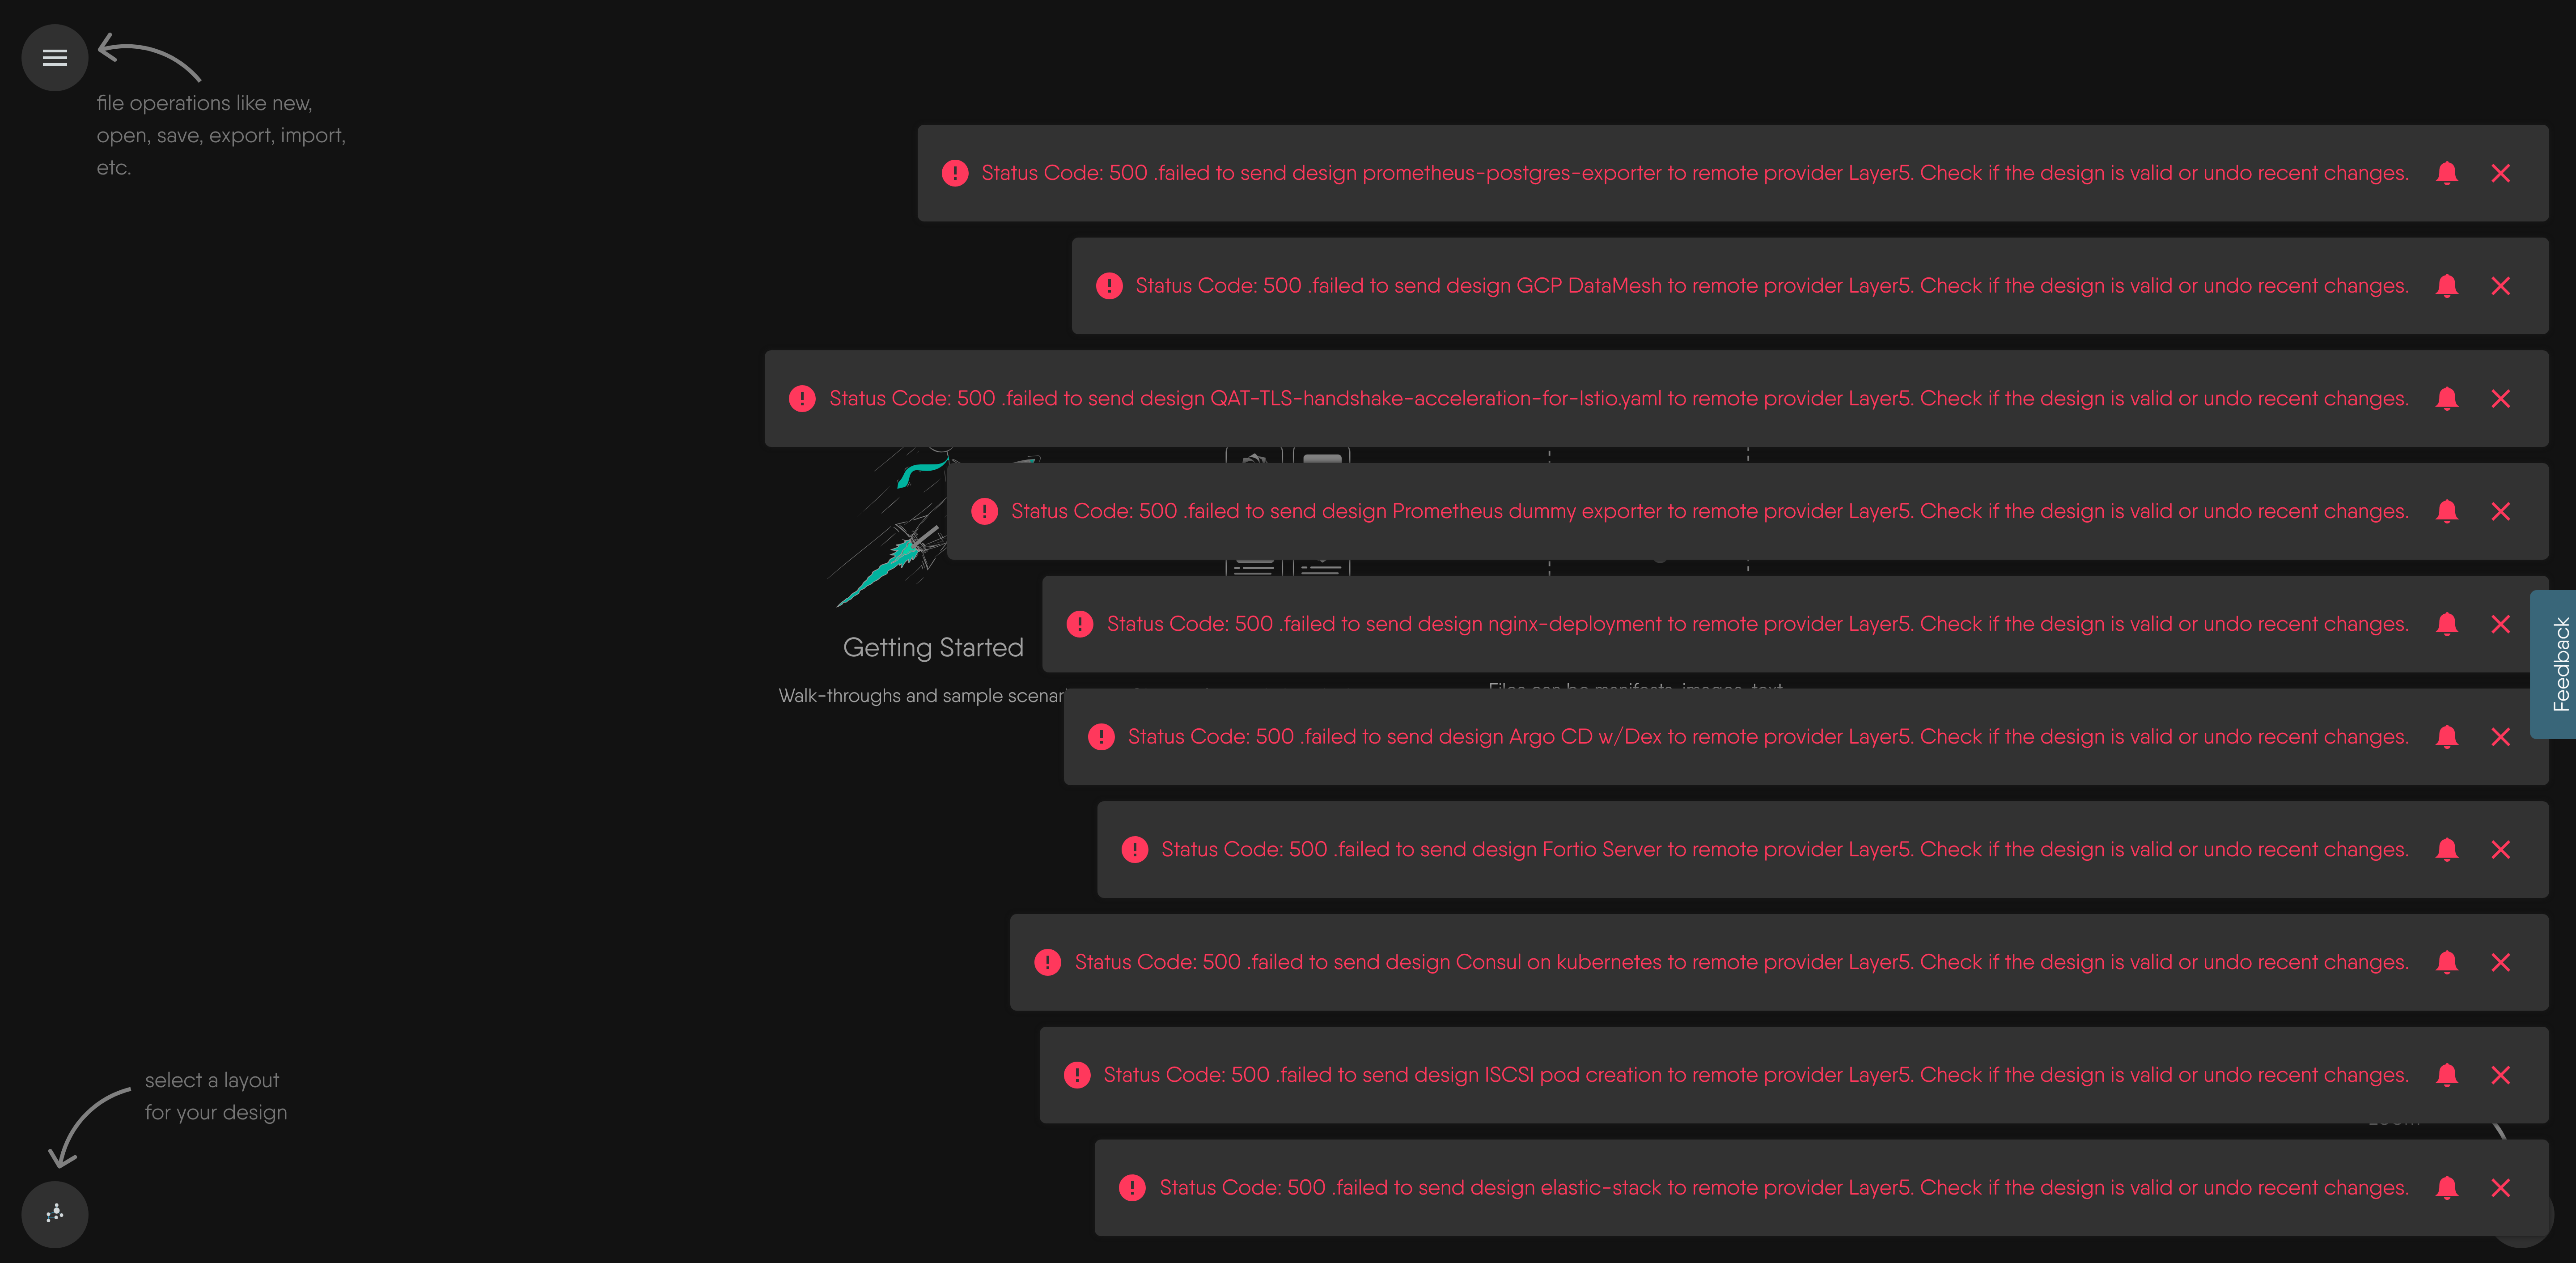 file operations like new,
open, save, export, import,
etc.
Status Code: 500 .failed to send design prometheus-postgres-exporter to remote provider Layer5. Check if the design is valid or undo recent changes.
Status Code: 500 .failed to send design GCP DataMesh to remote provider Layer5. Check if the design is valid or undo recent changes.
Status Code: 500 .failed to send design QAT-TLS-handshake-acceleration-for-Istio.yaml to remote provider Layer5. Check if the design is valid or undo recent changes.
Status Code: 500 .failed to send design Prometheus dummy exporter to remote provider Layer5. Check if the design is valid or undo recent changes.
Status Code: 500 .failed to send design nginx-deployment to remote provider Layer5. Check if the design is valid or undo recent changes.
Getting Started
Walk-throughs and sample scenari
Files can be manifests, images, text
Feedback
Status Code: 500 .failed to send design Argo CD w/Dex to remote provider Layer5. Check if the design is valid or undo recent changes.
Status Code: 500 .failed to send design Fortio Server to remote provider Layer5. Check if the design is valid or undo recent changes.
Status Code: 500 .failed to send design Consul on kubernetes to remote provider Layer5. Check if the design is valid or undo recent changes.
Status Code: 500 .failed to send design ISCSI pod creation to remote provider Layer5. Check if the design is valid or undo recent changes.
select a layout
for your design
Status Code: 500 .failed to send design elastic-stack to remote provider Layer5. Check if the design is valid or undo recent changes.